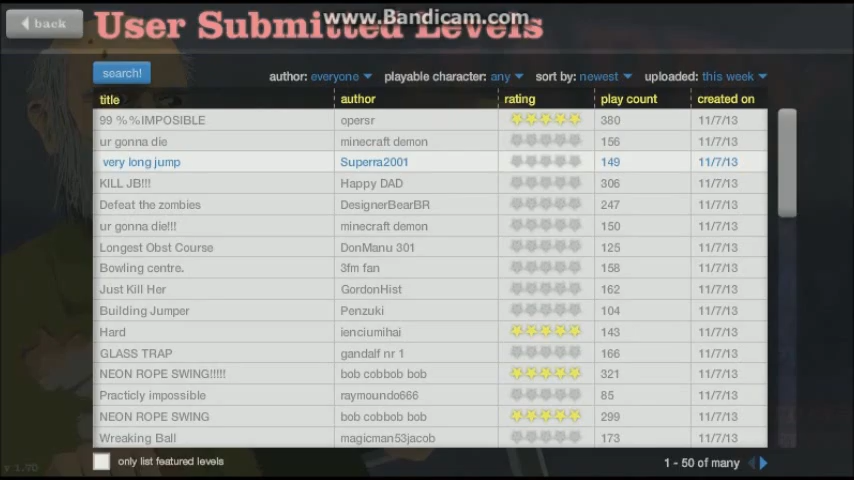 www.Bandicam.com
back
User Submitted Levels
search!
author: everyone playable character: any sort by: newest uploaded: this week
title author rating play count created on
99 % %IMPOSIBLE opersr 380 11/7/13
ur gonna die minecraft demon 156 11/7/13
very long jump Superra2001 149 11/7/13
KILL JB!!! Happy DAD 306 11/7/13
Defeat the zombies DesignerBearBR 247 11/7/13
ur gonna die!!! minecraft demon 150 11/7/13
Longest Obst Course DonManu 301 125 11/7/13
Bowling centre. 3fm fan 158 11/7/13
Just Kill Her GordonHist 162 11/7/13
Building Jumper Penzuki 104 11/7/13
Hard ienciumihai 143 11/7/13
GLASS TRAP gandalf nr 1 166 11/7/13
NEON ROPE SWING!!!!! bob cobbob bob 321 11/7/13
Practicly impossible raymoundo666 85 11/7/13
NEON ROPE SWING bob cobbob bob 299 11/7/13
Wreaking Ball magicman53jacob 173 11/7/13
only list featured levels 1 - 50 of many
v 1.70